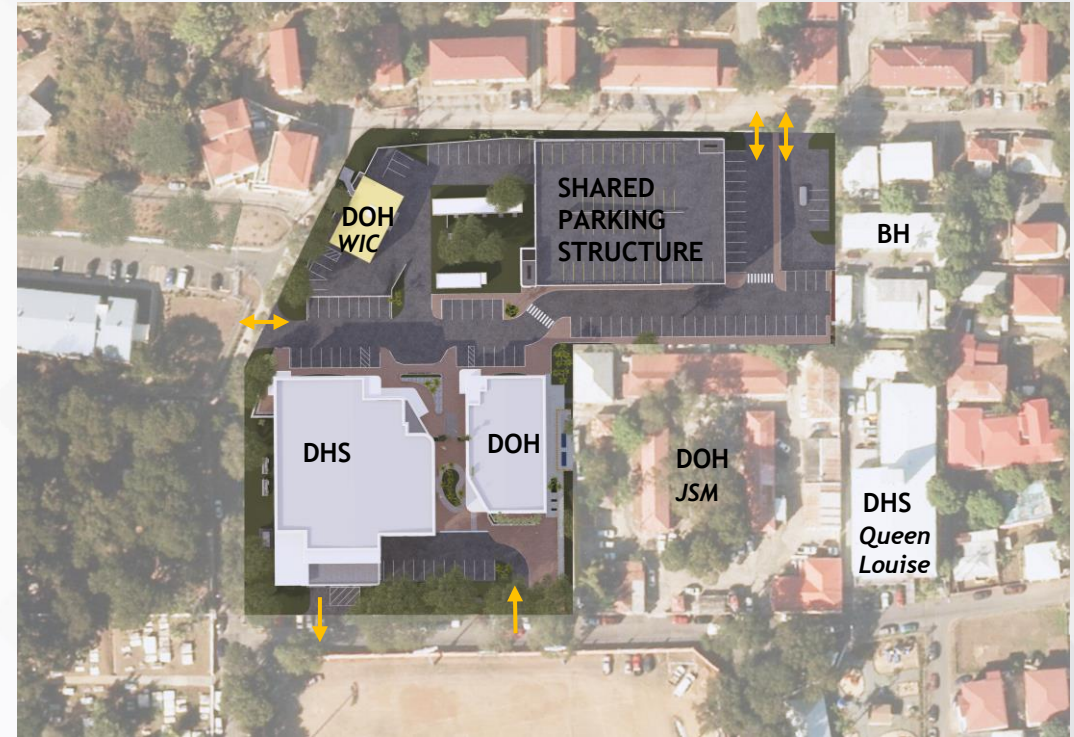 SHARED
PARKING
STRUCTURE
DOH
WIC
BH
DHS
DOH
DOH
JSM
DHS
Queen
Louise